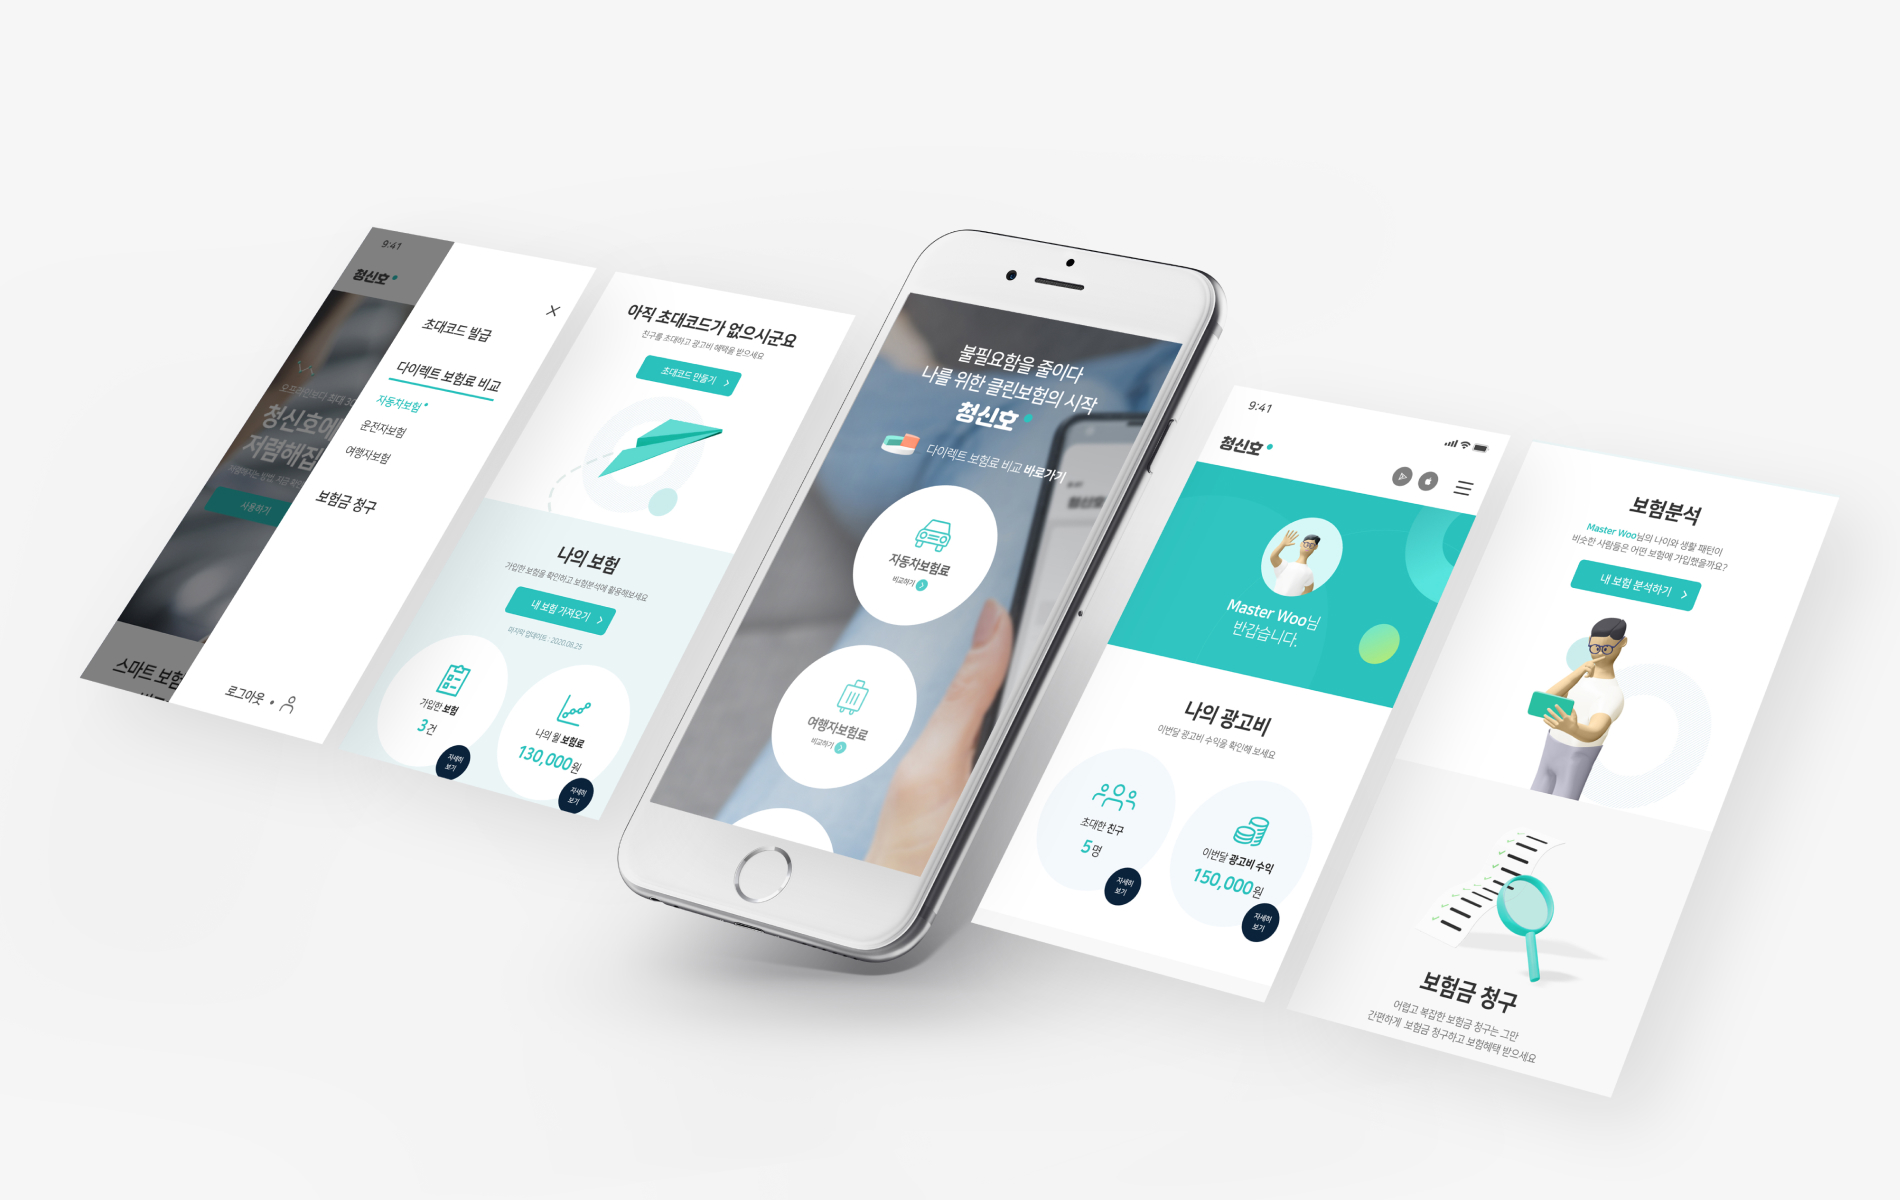 9:41
청신호
청신호에
저렴해집
사용하기
스마트 보험
초대코드 발급
다이렉트 보험료 비교
자동차보험
운전자보험
여행자보험
보험금 청구
로그아웃
아직 초대코드가 없으시군요
친구를 초대하고 광고비 혜택을 받으세요
초대코드 만들기
나의 보험
가입한 보험을 확인하고 보험분석에 활용해보세요
내 보험 가져오기
마지막 업데이트 : 2020.08.25
가입한 보험
3건
자세히
보기
나의 월 보험료
130,000원
자세히
보기
불필요함을 줄이다
나를 위한 클린보험의 시작
청신호
다이렉트 보험료 비교 바로가기
자동차보험료
비교하기
여행자보험료
비교하기
9:41
청신호
Master Woo님
반갑습니다.
나의 광고비
이번달 광고비 수익을 확인해 보세요
초대한 친구
5명
자세히
보기
이번달 광고비 수익
150,000원
자세히
보기
보험분석
Master Woo님의 나이와 생활 패턴이
비슷한 사람들은 어떤 보험에 가입했을까요?
내 보험 분석하기
보험금 청구
어렵고 복잡한 보험금 청구는 그만
간편하게 보험금 청구하고 보험혜택 받으세요